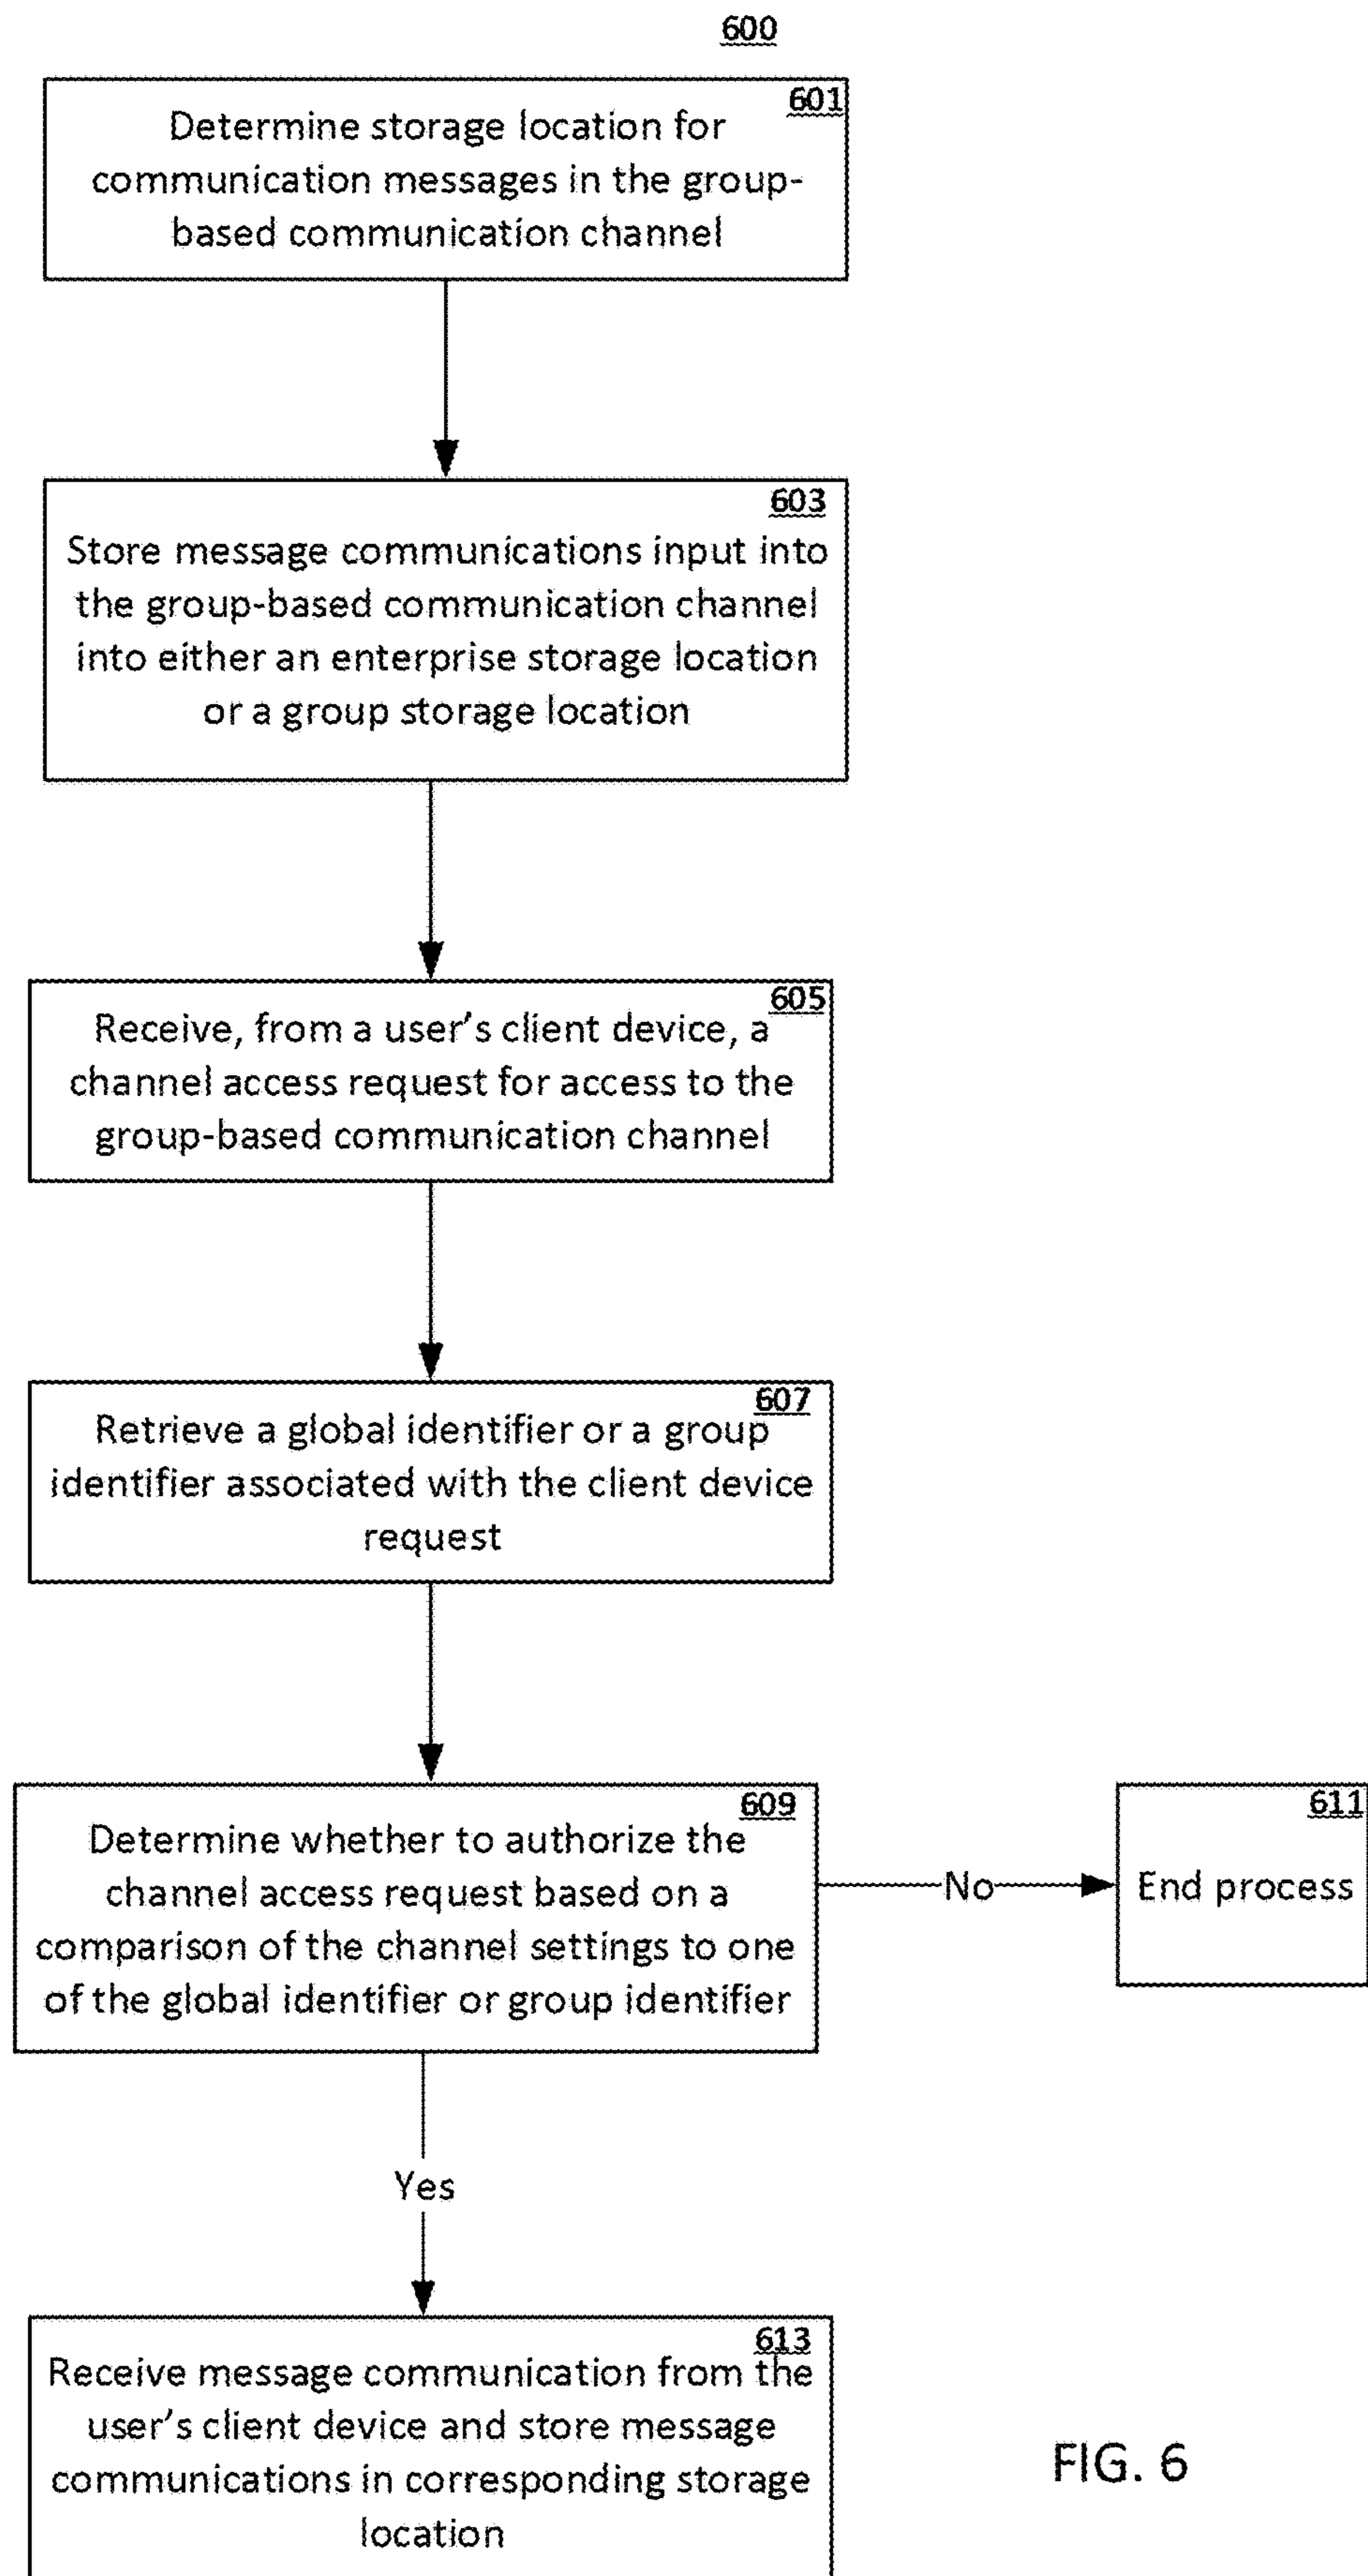 600
601
Determine storage location for
communication messages in the group-
based communication channel
603
Store message communications input into
the group-based communication channel
into either an enterprise storage location
or a group storage location
605
Receive, from a user's client device, a
channel access request for access to the
group-based communication channel
607
Retrieve a global identifier or a group
identifier associated with the client device
request
609
Determine whether to authorize the
channel access request based on a
comparison of the channel settings to one
of the global identifier or group identifier
No
611
End process
Yes
613
Receive message communication from the
user's client device and store message
communications in corresponding storage
location
FIG. 6